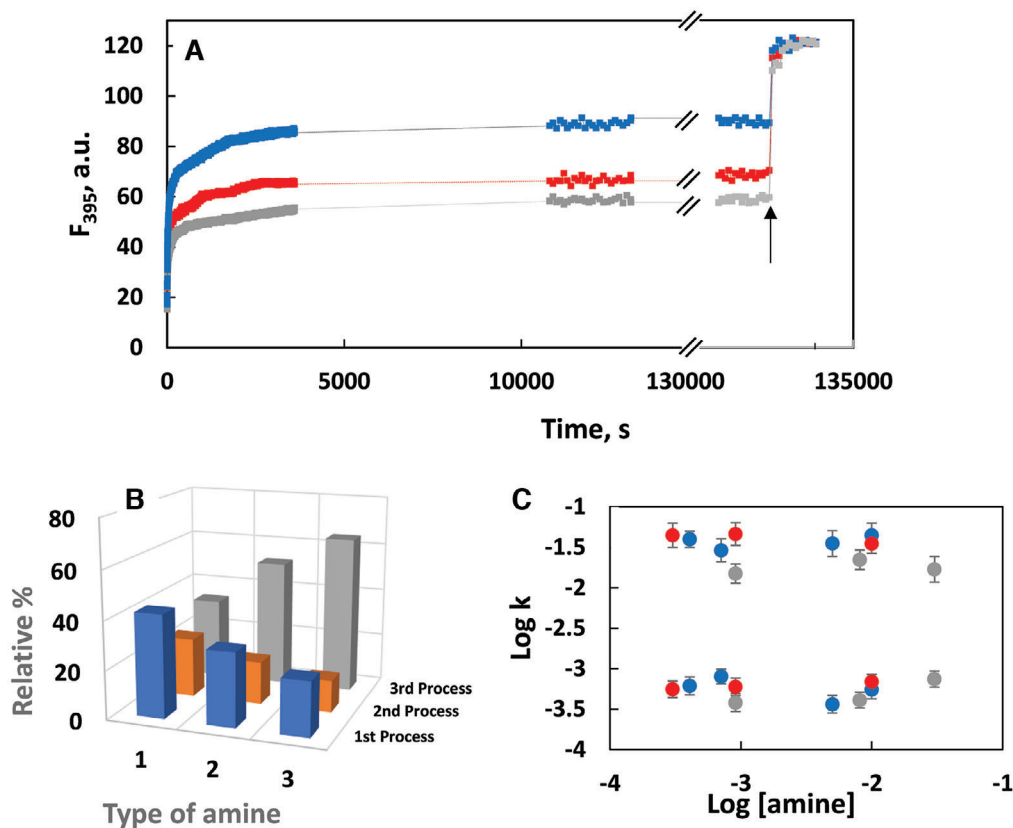 A
F395, a.u.
120
100
80
60
40
20
0
0 5000 10000 130000 135000
Time, s
B
Relative %
80
60
40
20
0
1 2 3
3rd Process
2nd Process
1st Process
Type of amine
C
Log k
-1
-1.5
-2
-2.5
-3
-3.5
-4
-4 -3 -2 -1
Log [amine]